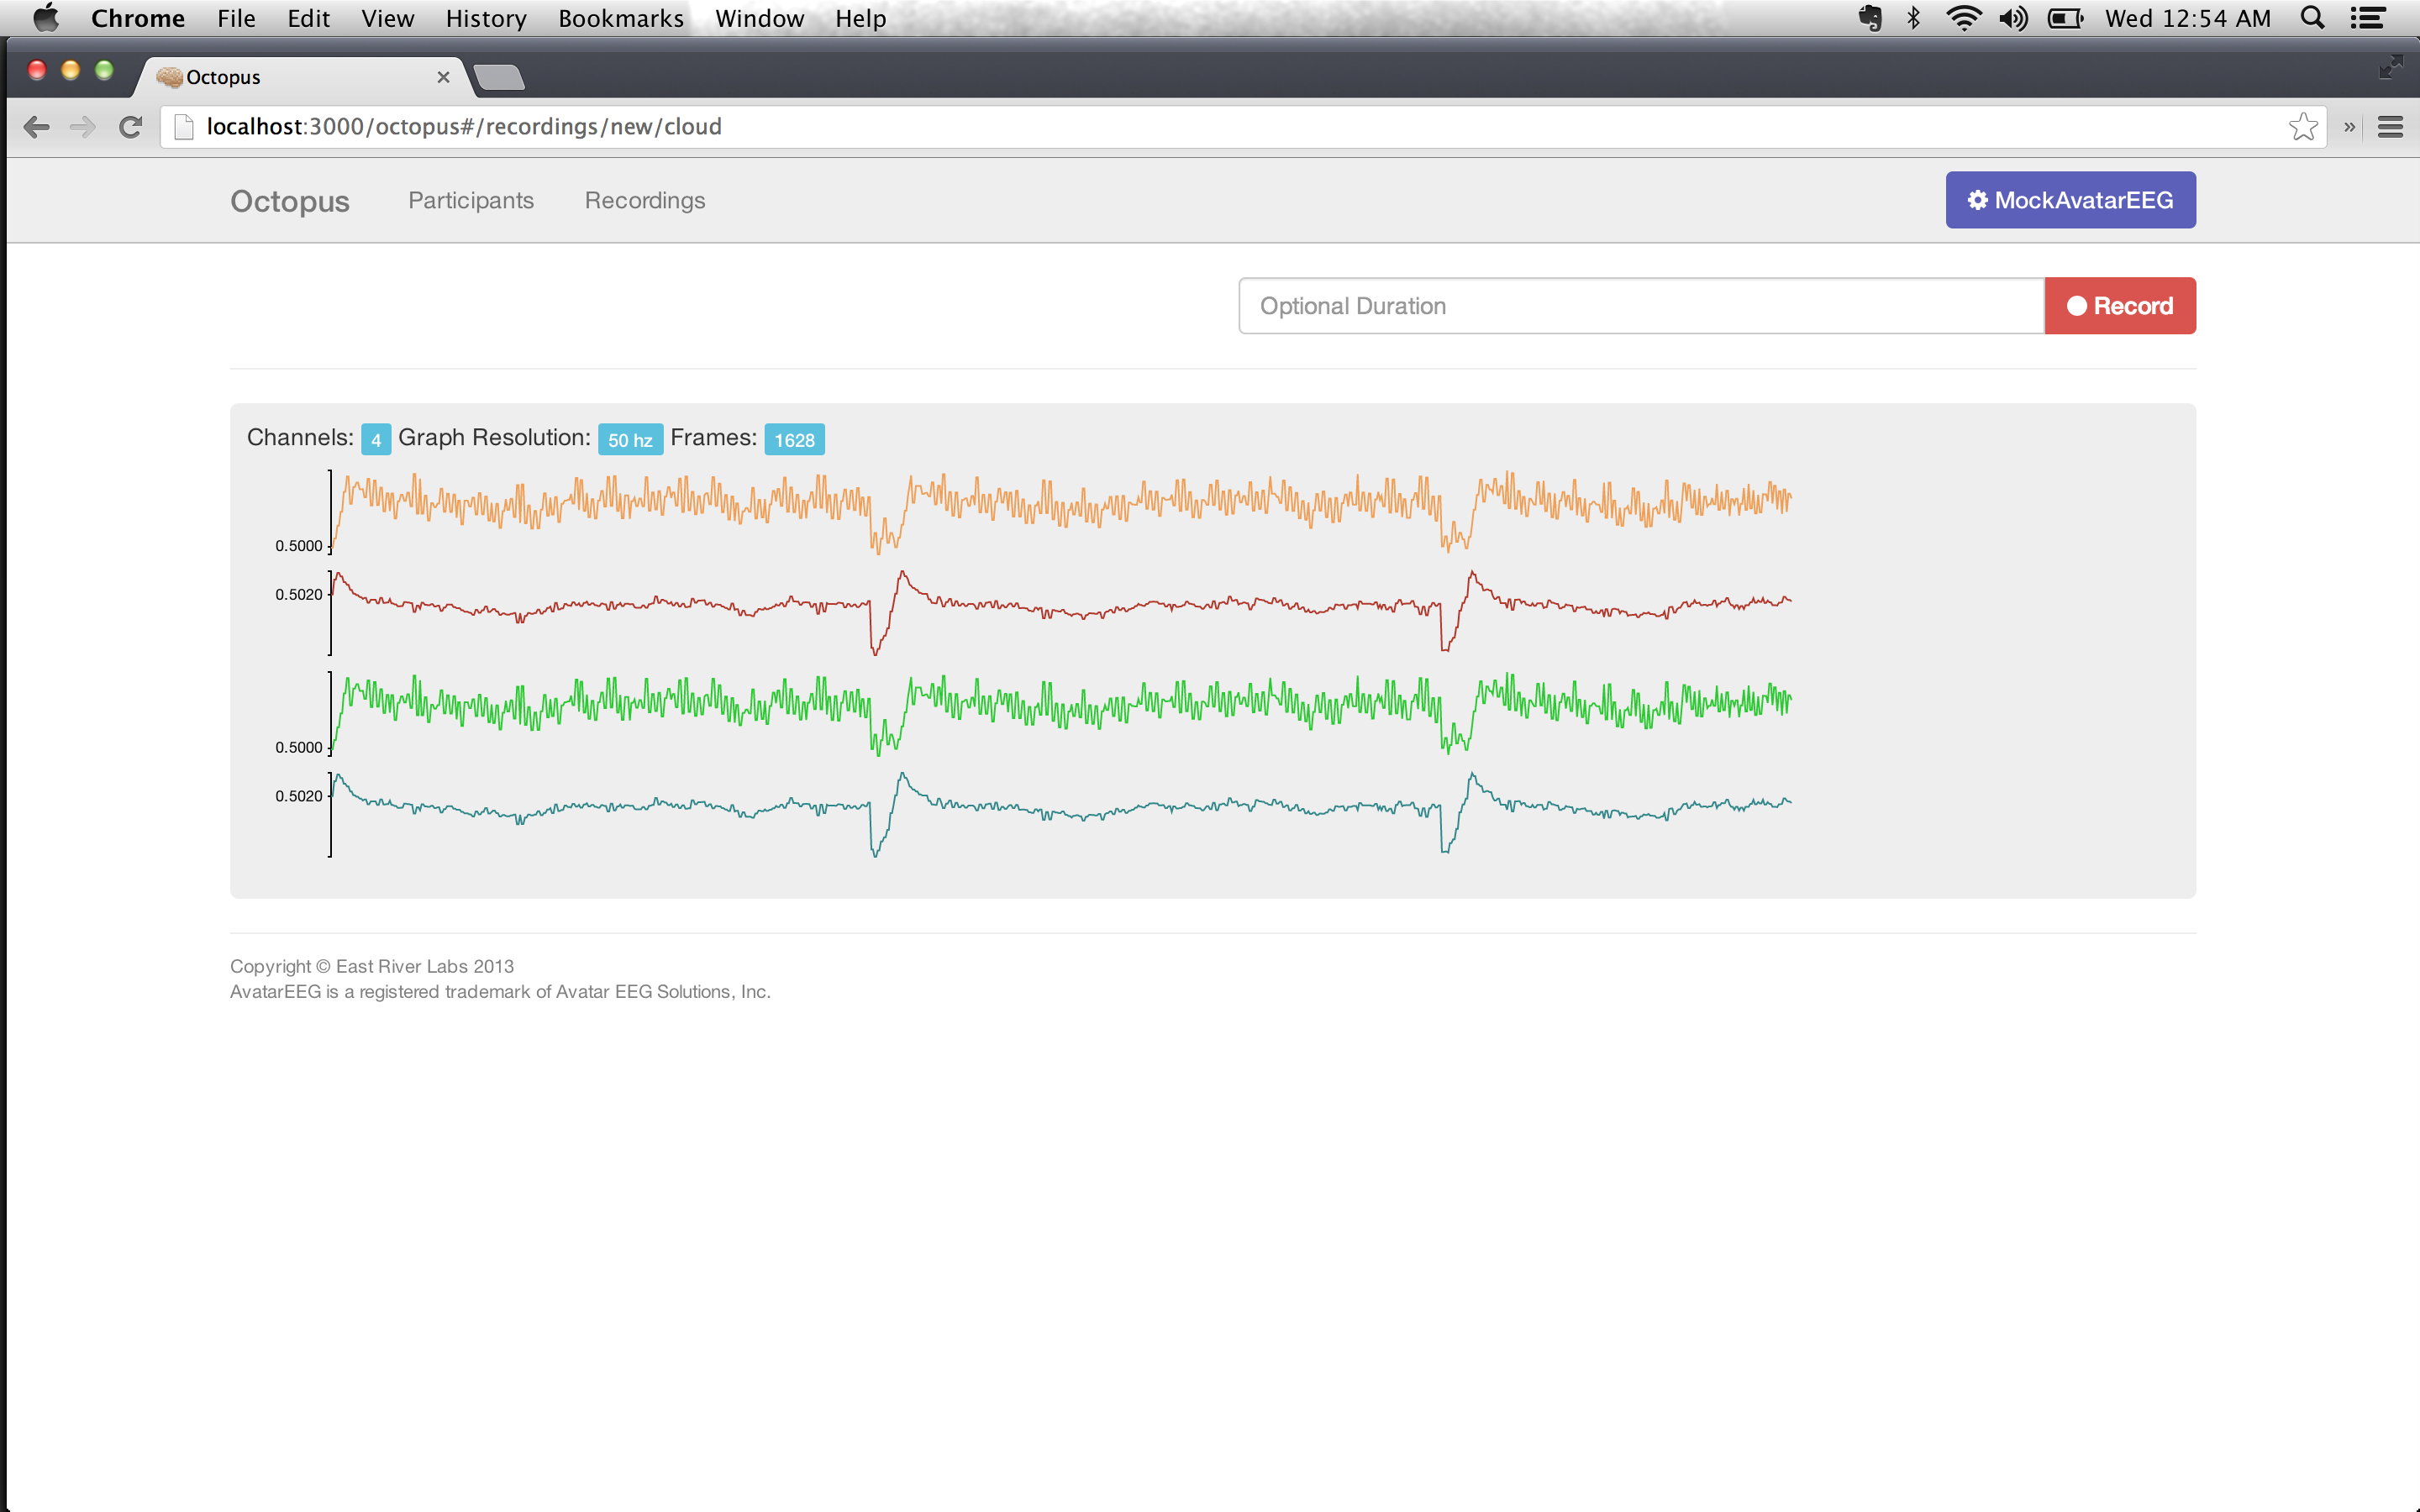 Chrome File Edit View History Bookmarks Window Help Wed 12:54 AM
Octopus
localhost:3000/octopus#/recordings/new/cloud
Octopus Participants Recordings MockAvatarEEG
Optional Duration Record
Channels: 4 Graph Resolution: 50 hz Frames: 1628
0.5000
0.5020
0.5000
0.5020
Copyright © East River Labs 2013
AvatarEEG is a registered trademark of Avatar EEG Solutions, Inc.